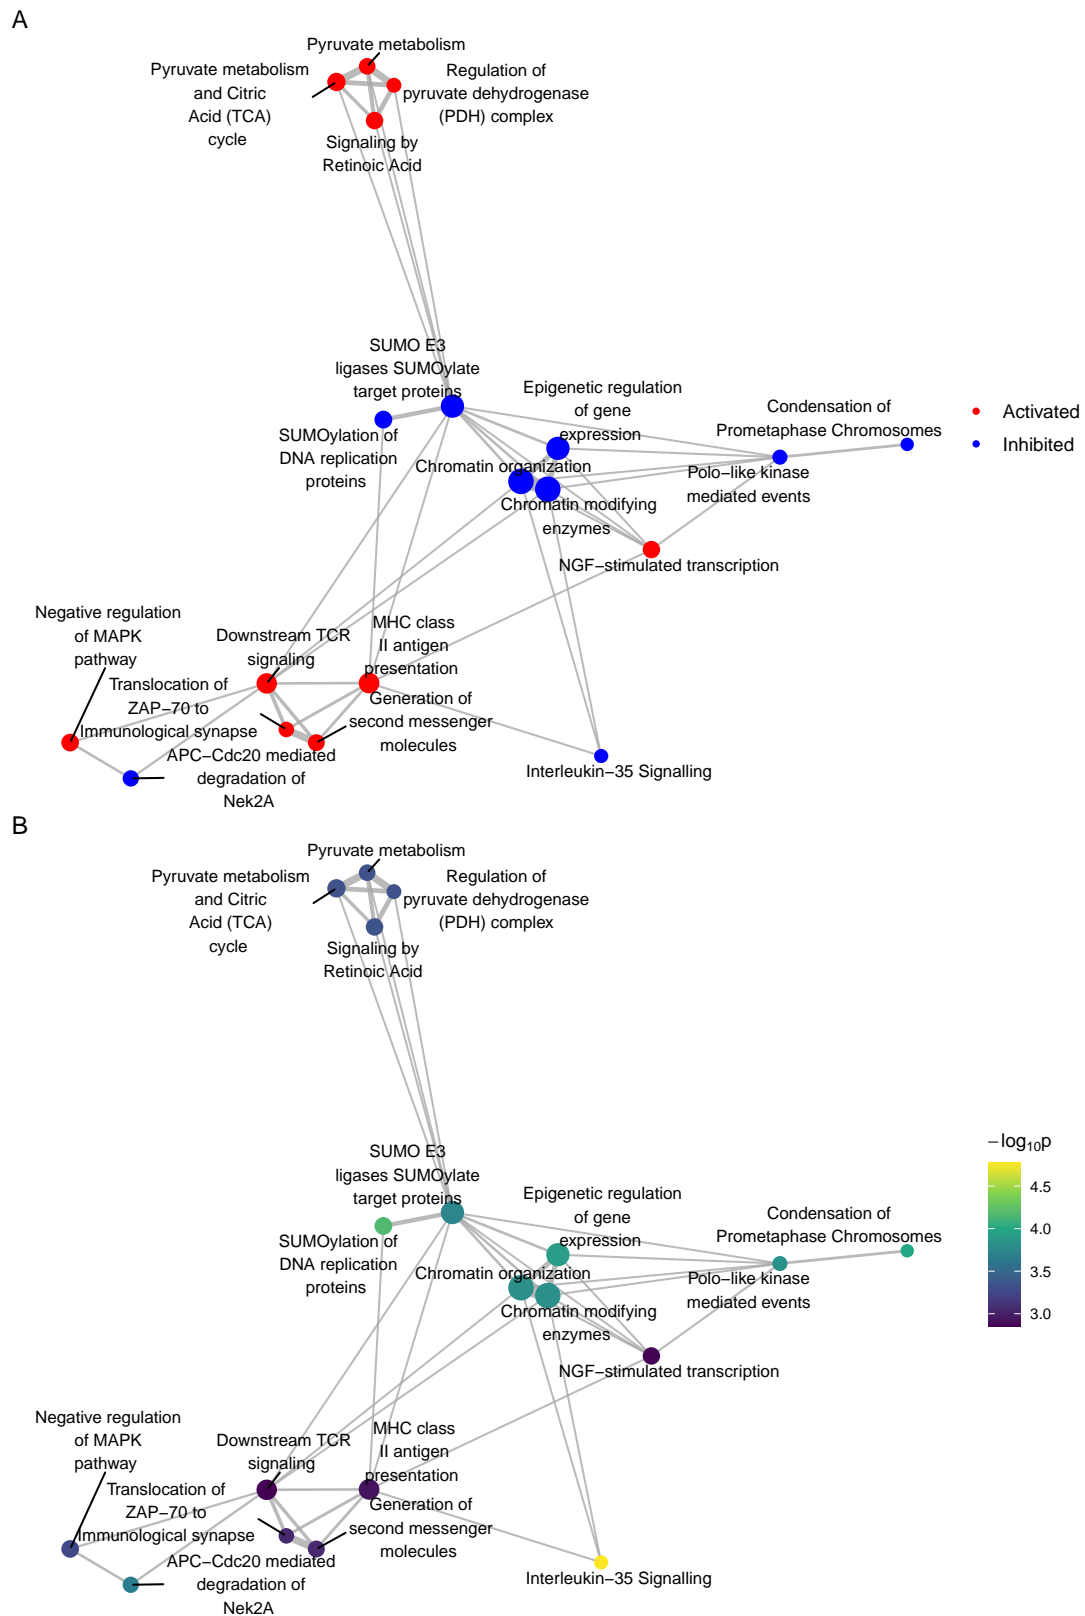 A
Pyruvate metabolism
Pyruvate metabolism
and Citric
Acid (TCA)
cycle
Regulation of
pyruvate dehydrogenase
(PDH) complex
Signaling by
Retinoic Acid
SUMO E3
ligases SUMOylate
target proteins
SUMOylation of
DNA replication
proteins
Epigenetic regulation
of gene
expression
Chromatin organization
Chromatin modifying
enzymes
Condensation of
Prometaphase Chromosomes
Polo−like kinase
mediated events
NGF−stimulated transcription
Activated
Inhibited
Negative regulation
of MAPK
pathway
Downstream TCR
signaling
MHC class
II antigen
presentation
Translocation of
ZAP−70 to
Immunological synapse
Generation of
second messenger
molecules
APC−Cdc20 mediated
degradation of
Nek2A
Interleukin−35 Signalling
B
Pyruvate metabolism
Pyruvate metabolism
and Citric
Acid (TCA)
cycle
Regulation of
pyruvate dehydrogenase
(PDH) complex
Signaling by
Retinoic Acid
SUMO E3
ligases SUMOylate
target proteins
SUMOylation of
DNA replication
proteins
Epigenetic regulation
of gene
expression
Chromatin organization
Chromatin modifying
enzymes
Condensation of
Prometaphase Chromosomes
Polo−like kinase
mediated events
NGF−stimulated transcription
−log₁₀p
4.5
4.0
3.5
3.0
Negative regulation
of MAPK
pathway
Downstream TCR
signaling
MHC class
II antigen
presentation
Translocation of
ZAP−70 to
Immunological synapse
Generation of
second messenger
molecules
APC−Cdc20 mediated
degradation of
Nek2A
Interleukin−35 Signalling